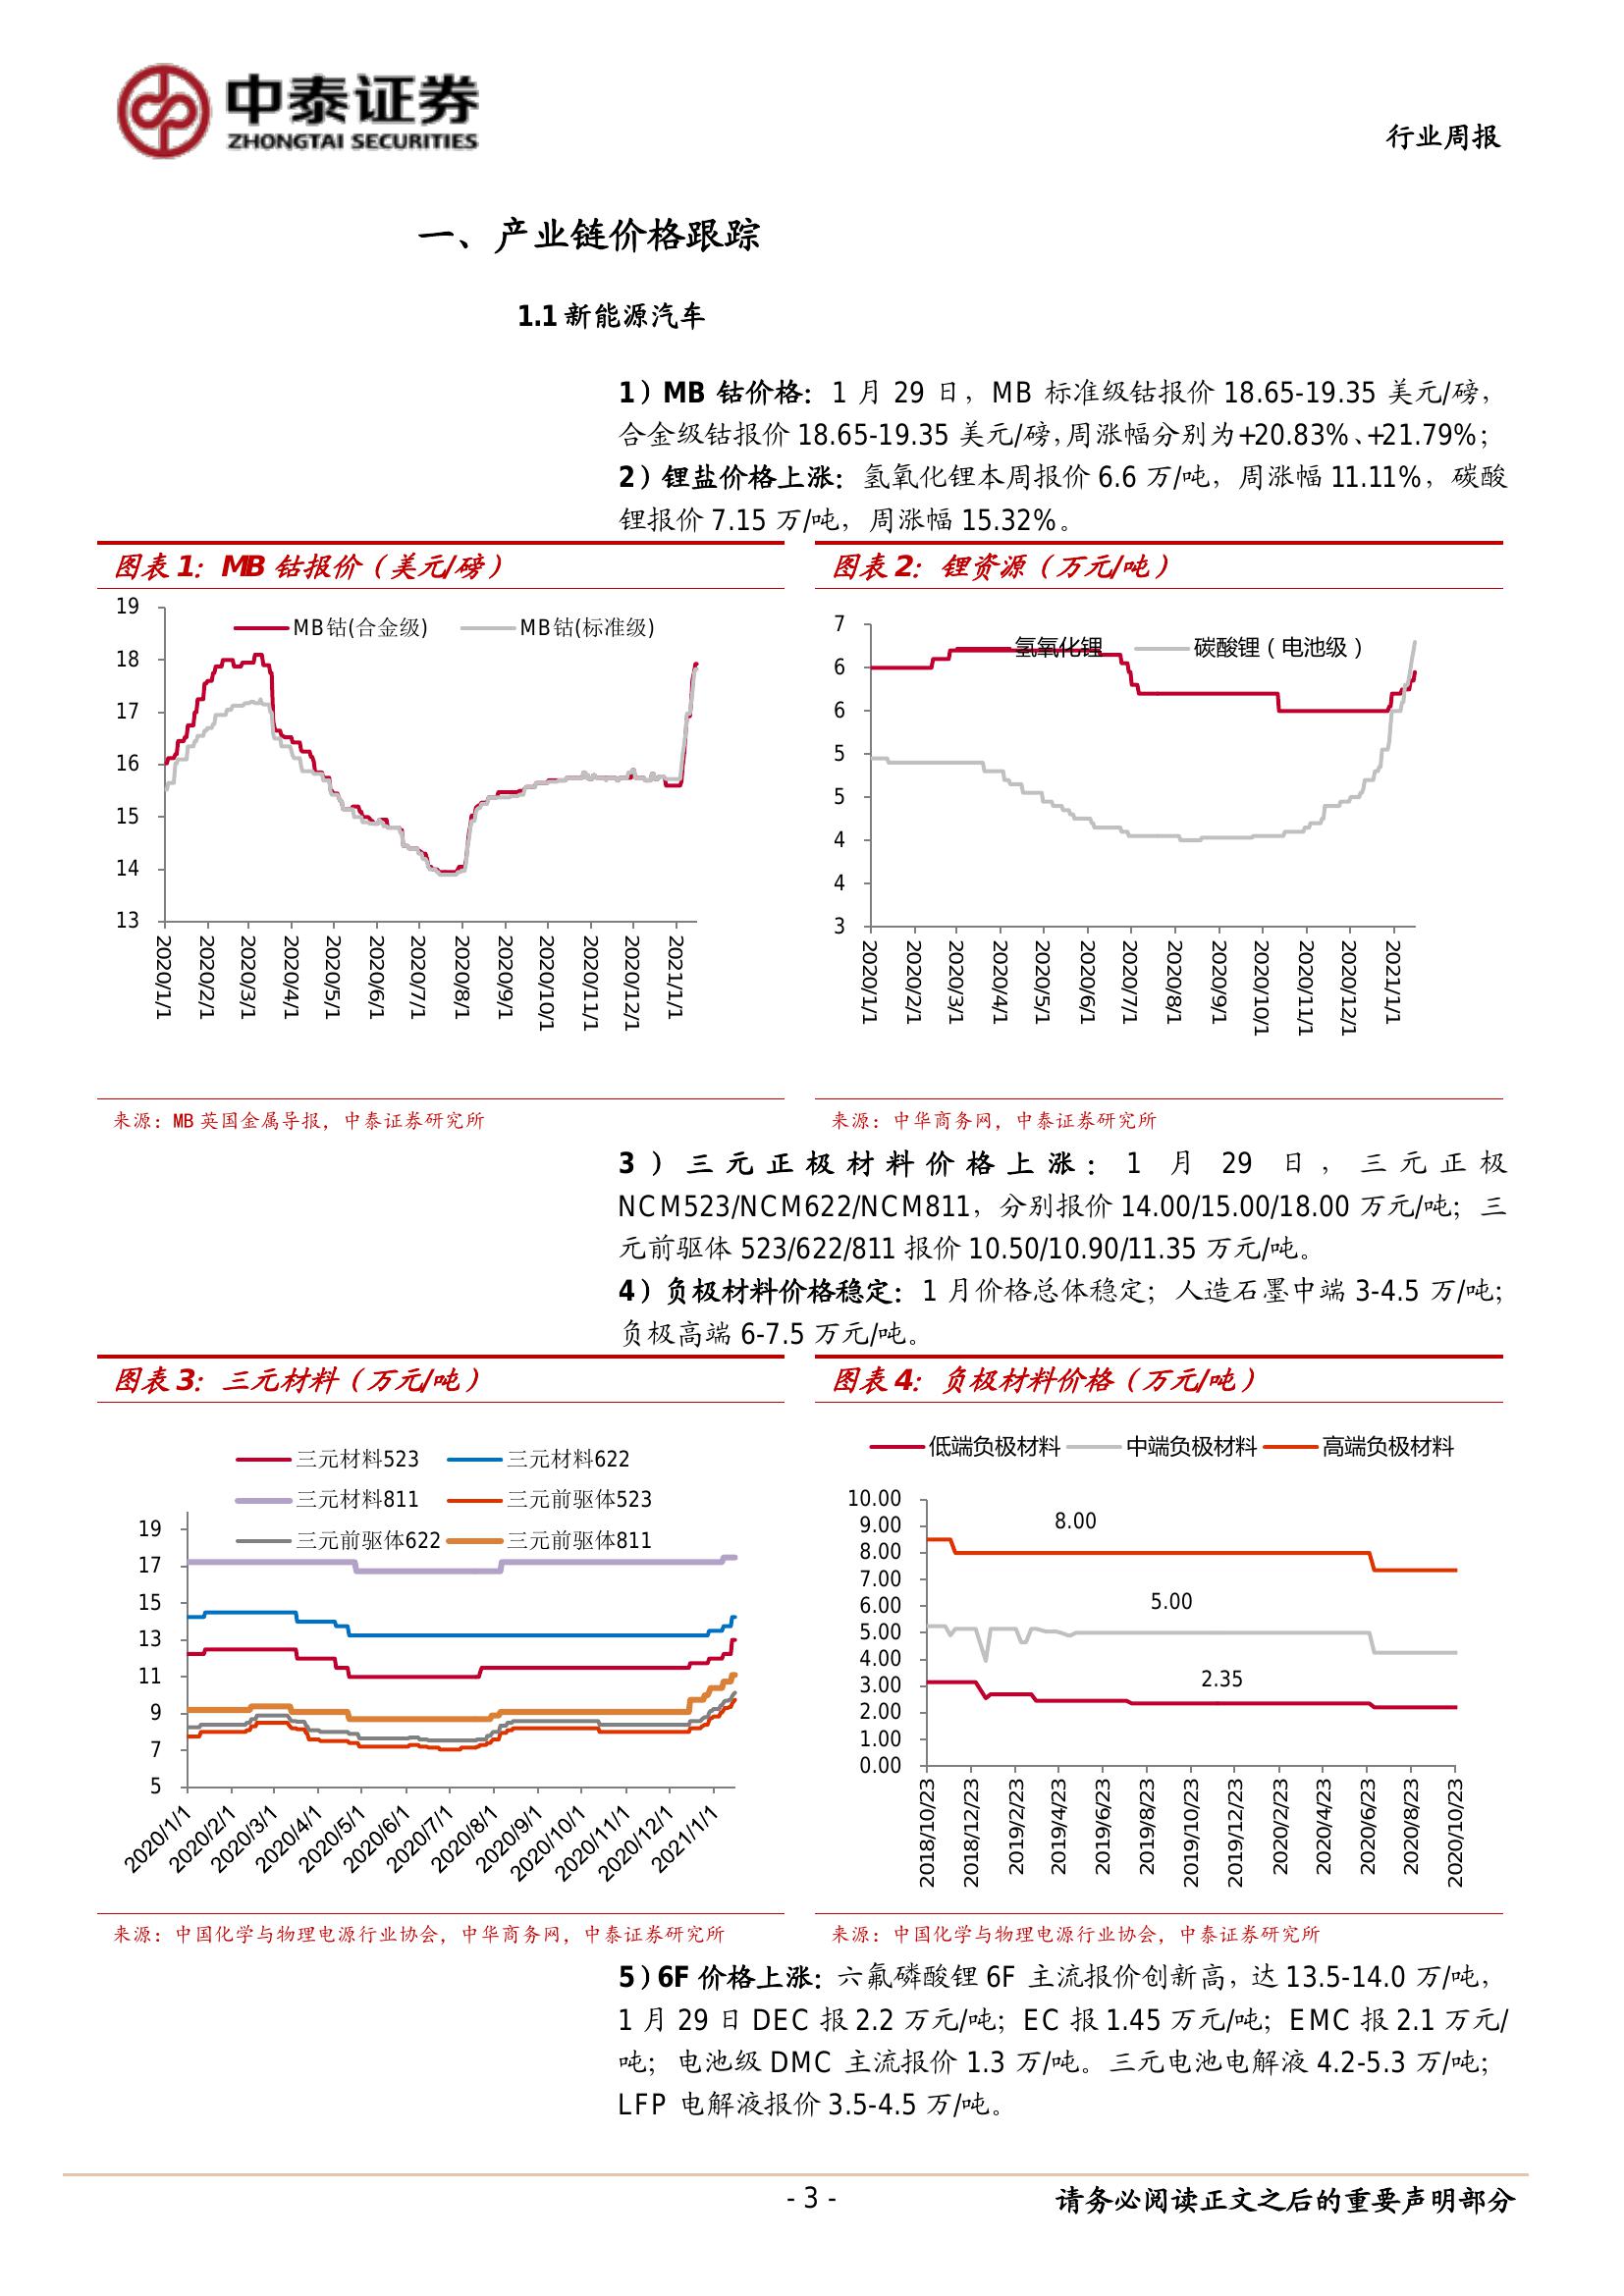 中泰证券
ZHONGTAI SECURITIES
行业周报
一、产业链价格跟踪
1.1 新能源汽车
1）MB 钴价格：1 月 29 日，MB 标准级钴报价 18.65-19.35 美元/磅，
合金级钴报价 18.65-19.35 美元/磅，周涨幅分别为+20.83%、+21.79%；
2）锂盐价格上涨：氢氧化锂本周报价 6.6 万/吨，周涨幅 11.11%，碳酸
锂报价 7.15 万/吨，周涨幅 15.32%。
图表 1：MB 钴报价（美元/磅）
MB钴(合金级)
MB钴(标准级)
19
18
17
16
15
14
13
2020/1/1
2020/2/1
2020/3/1
2020/4/1
2020/5/1
2020/6/1
2020/7/1
2020/8/1
2020/9/1
2020/10/1
2020/11/1
2020/12/1
2021/1/1
来源：MB 英国金属导报，中泰证券研究所
图表 2：锂资源（万元/吨）
氢氧化锂
碳酸锂（电池级）
7
6
6
5
5
4
4
3
2020/1/1
2020/2/1
2020/3/1
2020/4/1
2020/5/1
2020/6/1
2020/7/1
2020/8/1
2020/9/1
2020/10/1
2020/11/1
2020/12/1
2021/1/1
来源：中华商务网，中泰证券研究所
3）三元正极材料价格上涨：1 月 29 日，三元正极
NCM523/NCM622/NCM811，分别报价 14.00/15.00/18.00 万元/吨；三
元前驱体 523/622/811 报价 10.50/10.90/11.35 万元/吨。
4）负极材料价格稳定：1 月价格总体稳定；人造石墨中端 3-4.5 万/吨；
负极高端 6-7.5 万元/吨。
图表 3：三元材料（万元/吨）
三元材料523
三元材料622
三元材料811
三元前驱体523
三元前驱体622
三元前驱体811
19
17
15
13
11
9
7
5
2020/1/1
2020/2/1
2020/3/1
2020/4/1
2020/5/1
2020/6/1
2020/7/1
2020/8/1
2020/9/1
2020/10/1
2020/11/1
2020/12/1
2021/1/1
来源：中国化学与物理电源行业协会，中华商务网，中泰证券研究所
图表 4：负极材料价格（万元/吨）
低端负极材料
中端负极材料
高端负极材料
10.00
9.00
8.00
7.00
6.00
5.00
4.00
3.00
2.00
1.00
0.00
8.00
5.00
2.35
2018/10/23
2018/12/23
2019/2/23
2019/4/23
2019/6/23
2019/8/23
2019/10/23
2019/12/23
2020/2/23
2020/4/23
2020/6/23
2020/8/23
2020/10/23
来源：中国化学与物理电源行业协会，中泰证券研究所
5）6F 价格上涨：六氟磷酸锂 6F 主流报价创新高，达 13.5-14.0 万/吨，
1 月 29 日 DEC 报 2.2 万元/吨；EC 报 1.45 万元/吨；EMC 报 2.1 万元/
吨；电池级 DMC 主流报价 1.3 万/吨。三元电池电解液 4.2-5.3 万/吨；
LFP 电解液报价 3.5-4.5 万/吨。
- 3 -
请务必阅读正文之后的重要声明部分